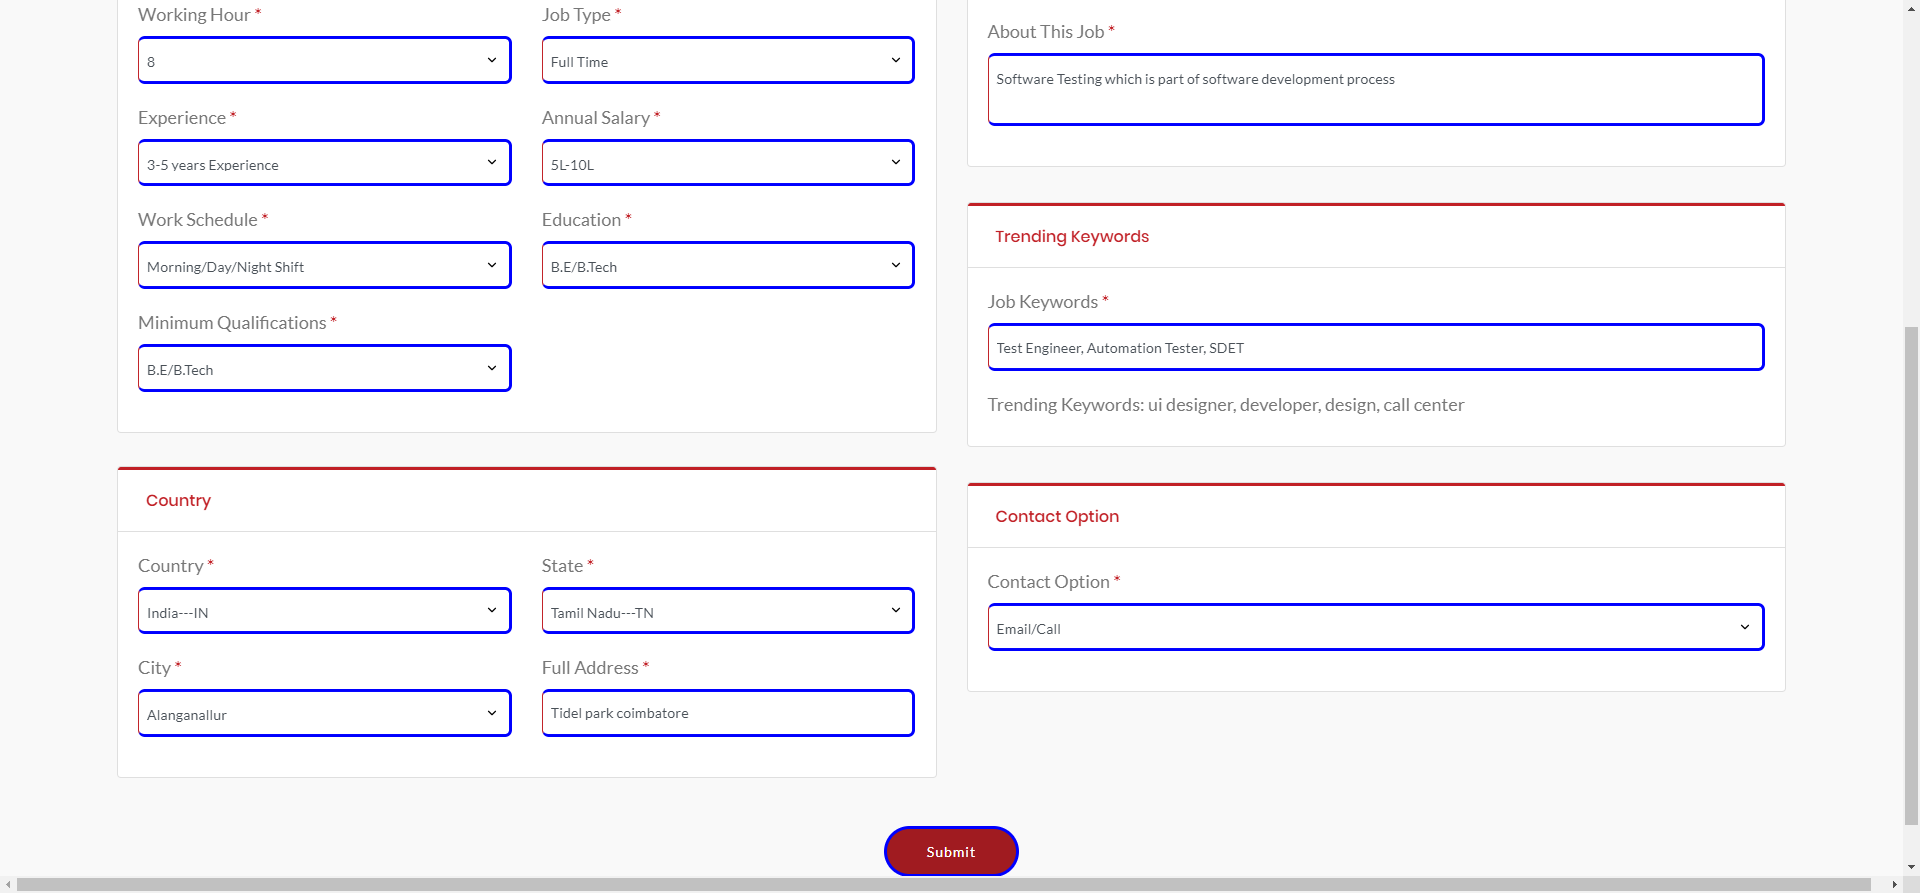 Working Hour *
Job Type *
8
Full Time
Experience *
Annual Salary *
3-5 years Experience
5L-10L
Work Schedule *
Education *
Morning/Day/Night Shift
B.E/B.Tech
Minimum Qualifications *
B.E/B.Tech
Country
Country *
State *
India---IN
Tamil Nadu---TN
City *
Full Address *
Alanganallur
Tidel park coimbatore
About This Job *
Software Testing which is part of software development process
Trending Keywords
Job Keywords *
Test Engineer, Automation Tester, SDET
Trending Keywords: ui designer, developer, design, call center
Contact Option
Contact Option *
Email/Call
Submit